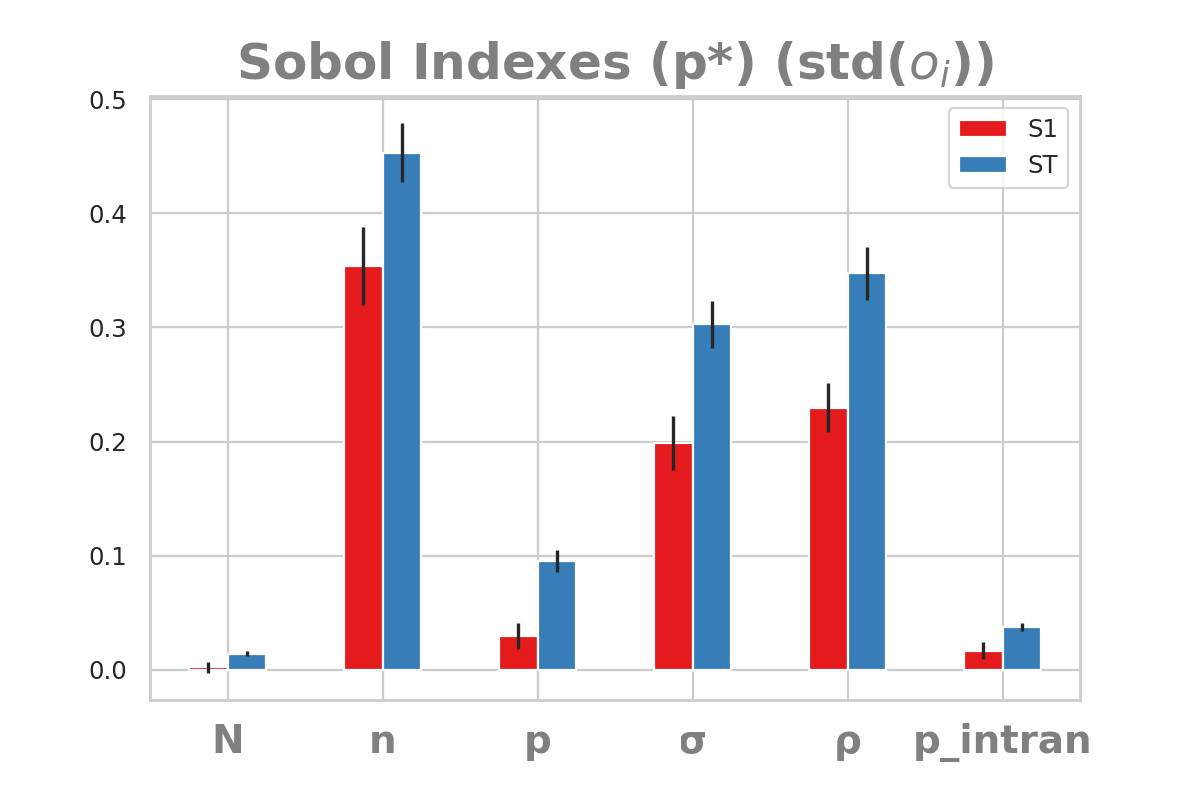 Sobol Indexes (p*) (std(oᵢ))
0.5
S1
ST
0.4
0.3
0.2
0.1
0.0
N n p σ ρ p_intran